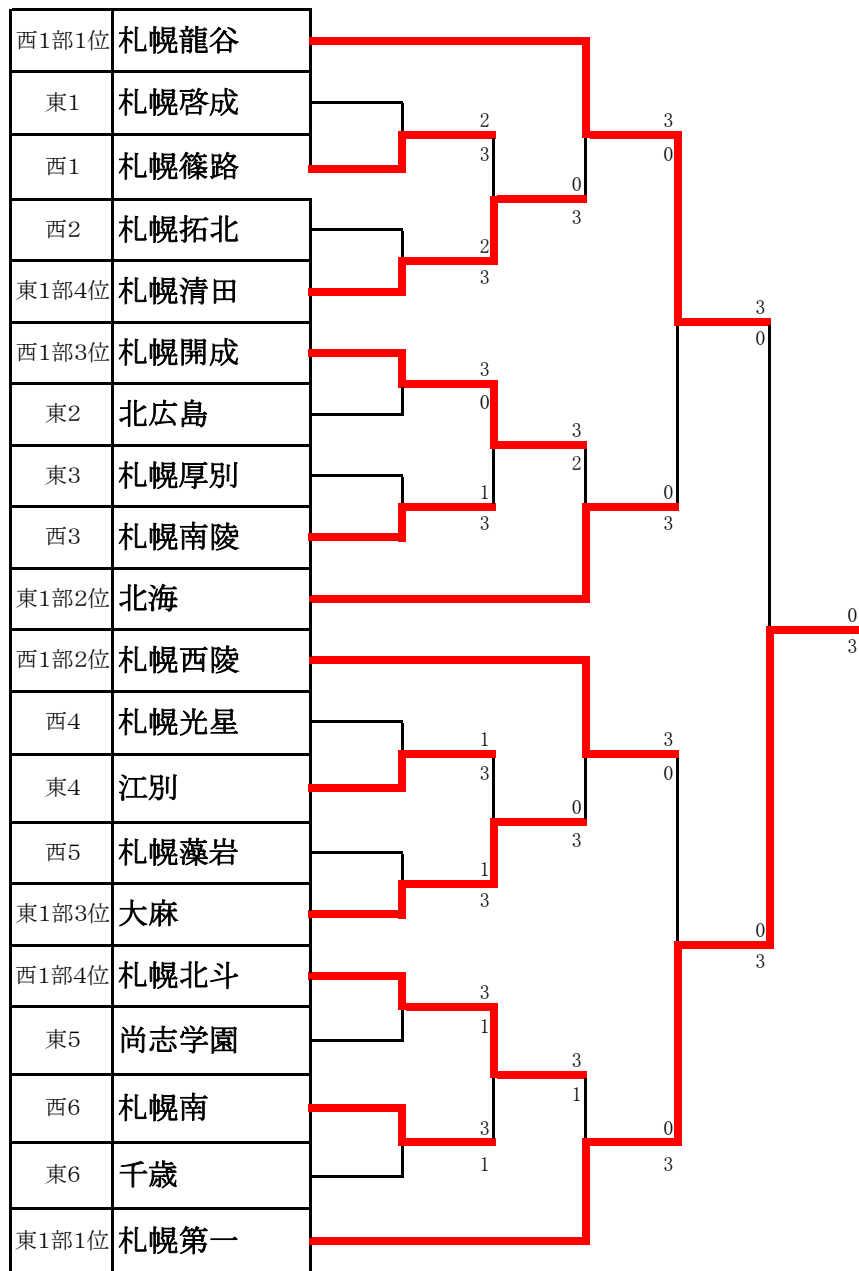 西1部1位 札幌龍谷
東1 札幌啓成
2 3
3 0
西1 札幌篠路
0
西2 札幌拓北
3
2
3
東1部4位 札幌清田
3
0
西1部3位 札幌開成
3
0
東2 北広島
3
2
東3 札幌厚別
1 0
3 3
西3 札幌南陵
東1部2位 北海
0
3
西1部2位 札幌西陵
西4 札幌光星
1 3
3 0
東4 江別
0
3
西5 札幌藻岩
1
3
東1部3位 大麻
0
3
西1部4位 札幌北斗
3
1
東5 尚志学園
3
1
西6 札幌南
3 0
1 3
東6 千歳
東1部1位 札幌第一